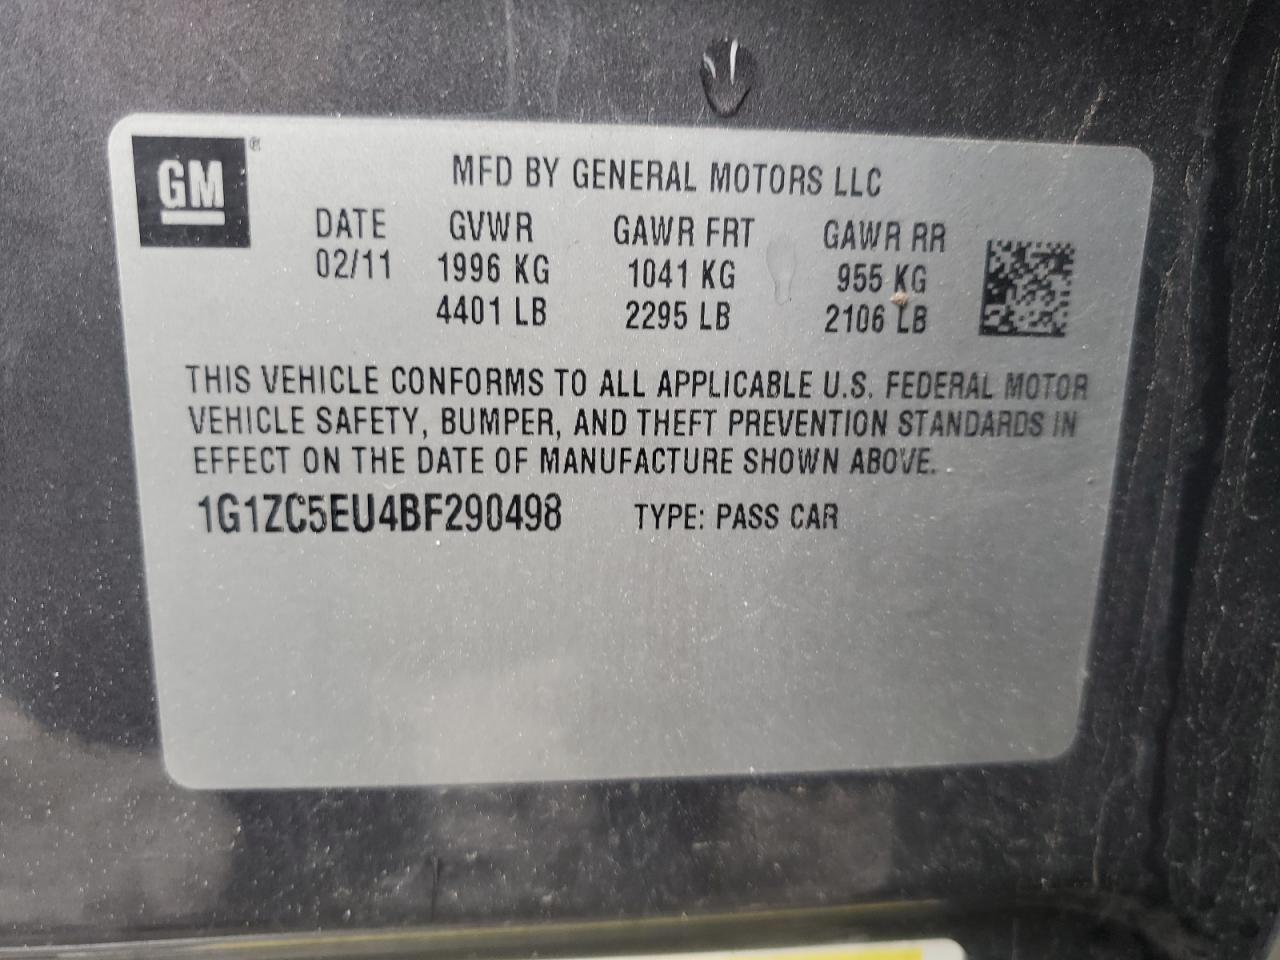 GM ®
MFD BY GENERAL MOTORS LLC
DATE GVWR GAWR FRT GAWR RR
02/11 1996 KG 1041 KG 955 KG
4401 LB 2295 LB 2106 LB
THIS VEHICLE CONFORMS TO ALL APPLICABLE U.S. FEDERAL MOTOR
VEHICLE SAFETY, BUMPER, AND THEFT PREVENTION STANDARDS IN
EFFECT ON THE DATE OF MANUFACTURE SHOWN ABOVE.
1G1ZC5EU4BF290498 TYPE: PASS CAR